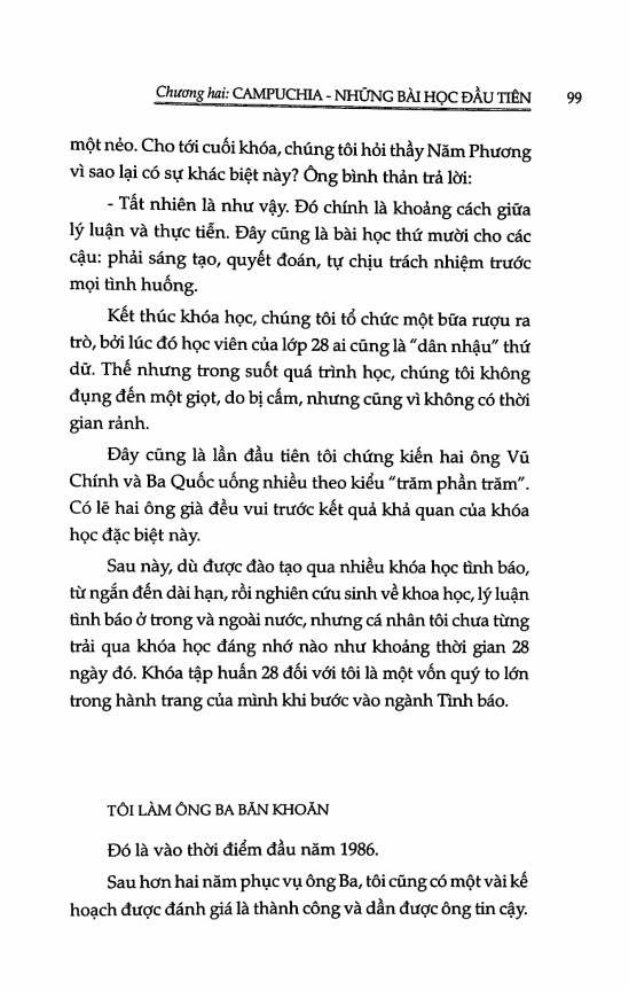 Chương hai: CAMPUCHIA - NHỮNG BÀI HỌC ĐẦU TIÊN 99
một nẻo. Cho tới cuối khóa, chúng tôi hỏi thầy Năm Phương
vì sao lại có sự khác biệt này? Ông bình thản trả lời:
- Tất nhiên là như vậy. Đó chính là khoảng cách giữa
lý luận và thực tiễn. Đây cũng là bài học thứ mười cho các
cậu: phải sáng tạo, quyết đoán, tự chịu trách nhiệm trước
mọi tình huống.
Kết thúc khóa học, chúng tôi tổ chức một bữa rượu ra
trò, bởi lúc đó học viên của lớp 28 ai cũng là "dân nhậu" thứ
dữ. Thế nhưng trong suốt quá trình học, chúng tôi không
đụng đến một giọt, do bị cấm, nhưng cũng vì không có thời
gian rảnh.
Đây cũng là lần đầu tiên tôi chứng kiến hai ông Vũ
Chính và Ba Quốc uống nhiều theo kiểu "trăm phần trăm".
Có lẽ hai ông già đều vui trước kết quả khả quan của khóa
học đặc biệt này.
Sau này, dù được đào tạo qua nhiều khóa học tình báo,
từ ngắn đến dài hạn, rồi nghiên cứu sinh về khoa học, lý luận
tình báo ở trong và ngoài nước, nhưng cá nhân tôi chưa từng
trải qua khóa học đáng nhớ nào như khoảng thời gian 28
ngày đó. Khóa tập huấn 28 đối với tôi là một vốn quý to lớn
trong hành trang của mình khi bước vào ngành Tình báo.
TÔI LÀM ÔNG BA BĂN KHOĂN
Đó là vào thời điểm đầu năm 1986.
Sau hơn hai năm phục vụ ông Ba, tôi cũng có một vài kế
hoạch được đánh giá là thành công và dần được ông tin cậy.